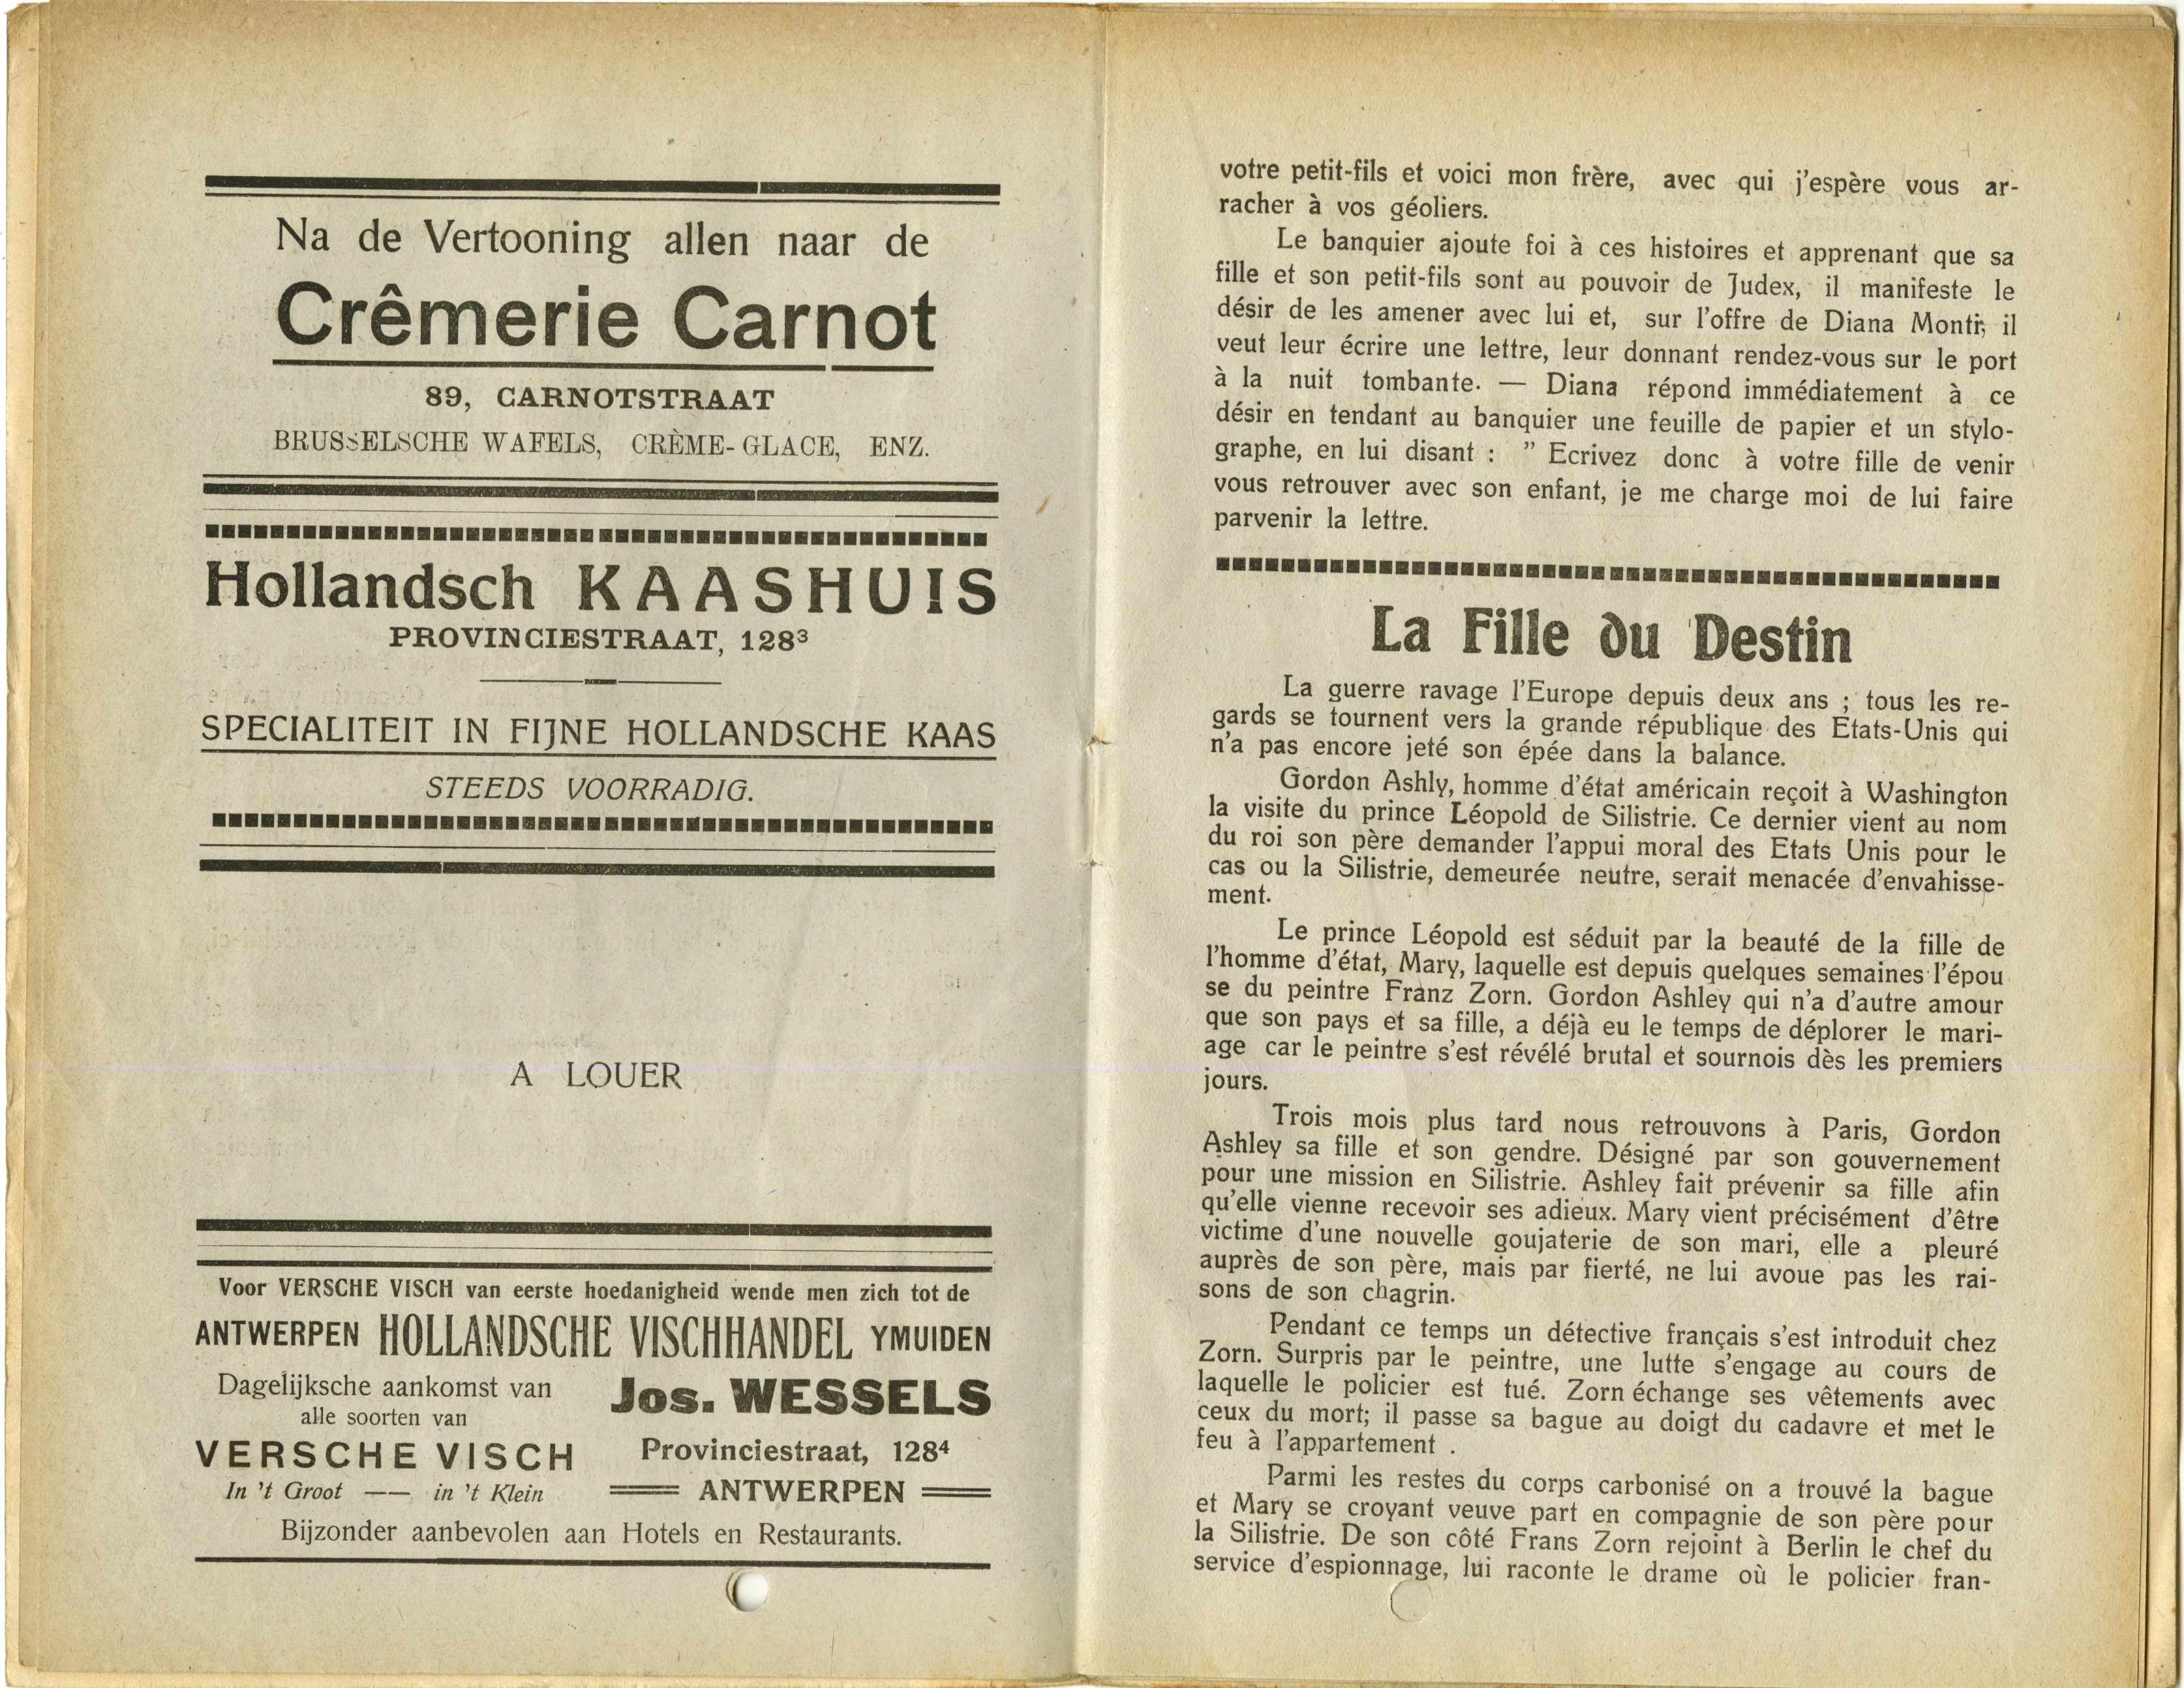 Na de Vertooning allen naar de
Crêmerie Carnot
89, CARNOTSTRAAT
BRUSSELSCHE WAFELS, CRÈME-GLACE, ENZ.
Hollandsch KAASHUIS
PROVINCIESTRAAT, 128³
SPECIALITEIT IN FIJNE HOLLANDSCHE KAAS
STEEDS VOORRADIG.
A LOUER
Voor VERSCHE VISCH van eerste hoedanigheid wende men zich tot de
ANTWERPEN HOLLANDSCHE VISCHHANDEL YMUIDEN
Dagelijksche aankomst van
alle soorten van
VERSCHE VISCH
In 't Groot —— in 't Klein
Jos. WESSELS
Provinciestraat, 128⁴
ANTWERPEN
Bijzonder aanbevolen aan Hotels en Restaurants.
votre petit-fils et voici mon frère, avec qui j'espère vous ar-
racher à vos géoliers.
Le banquier ajoute foi à ces histoires et apprenant que sa
fille et son petit-fils sont au pouvoir de Judex, il manifeste le
désir de les amener avec lui et, sur l'offre de Diana Monti, il
veut leur écrire une lettre, leur donnant rendez-vous sur le port
à la nuit tombante. — Diana répond immédiatement à ce
désir en tendant au banquier une feuille de papier et un stylo-
graphe, en lui disant : " Ecrivez donc à votre fille de venir
vous retrouver avec son enfant, je me charge moi de lui faire
parvenir la lettre.
La Fille du Destin
La guerre ravage l'Europe depuis deux ans ; tous les re-
gards se tournent vers la grande république des Etats-Unis qui
n'a pas encore jeté son épée dans la balance.
Gordon Ashly, homme d'état américain reçoit à Washington
la visite du prince Léopold de Silistrie. Ce dernier vient au nom
du roi son père demander l'appui moral des Etats Unis pour le
cas ou la Silistrie, demeurée neutre, serait menacée d'envahisse-
ment.
Le prince Léopold est séduit par la beauté de la fille de
l'homme d'état, Mary, laquelle est depuis quelques semaines l'épou
se du peintre Franz Zorn. Gordon Ashley qui n'a d'autre amour
que son pays et sa fille, a déjà eu le temps de déplorer le mari-
age car le peintre s'est révélé brutal et sournois dès les premiers
jours.
Trois mois plus tard nous retrouvons à Paris, Gordon
Ashley sa fille et son gendre. Désigné par son gouvernement
pour une mission en Silistrie. Ashley fait prévenir sa fille afin
qu'elle vienne recevoir ses adieux. Mary vient précisément d'être
victime d'une nouvelle goujaterie de son mari, elle a pleuré
auprès de son père, mais par fierté, ne lui avoue pas les rai-
sons de son chagrin.
Pendant ce temps un détective français s'est introduit chez
Zorn. Surpris par le peintre, une lutte s'engage au cours de
laquelle le policier est tué. Zorn échange ses vêtements avec
ceux du mort; il passe sa bague au doigt du cadavre et met le
feu à l'appartement .
Parmi les restes du corps carbonisé on a trouvé la bague
et Mary se croyant veuve part en compagnie de son père pour
la Silistrie. De son côté Frans Zorn rejoint à Berlin le chef du
service d'espionnage, lui raconte le drame où le policier fran-